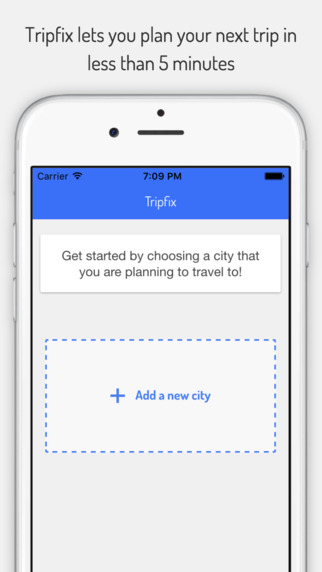 Tripfix lets you plan your next trip in
less than 5 minutes
Carrier 7:09 PM
Tripfix
Get started by choosing a city that
you are planning to travel to!
+ Add a new city